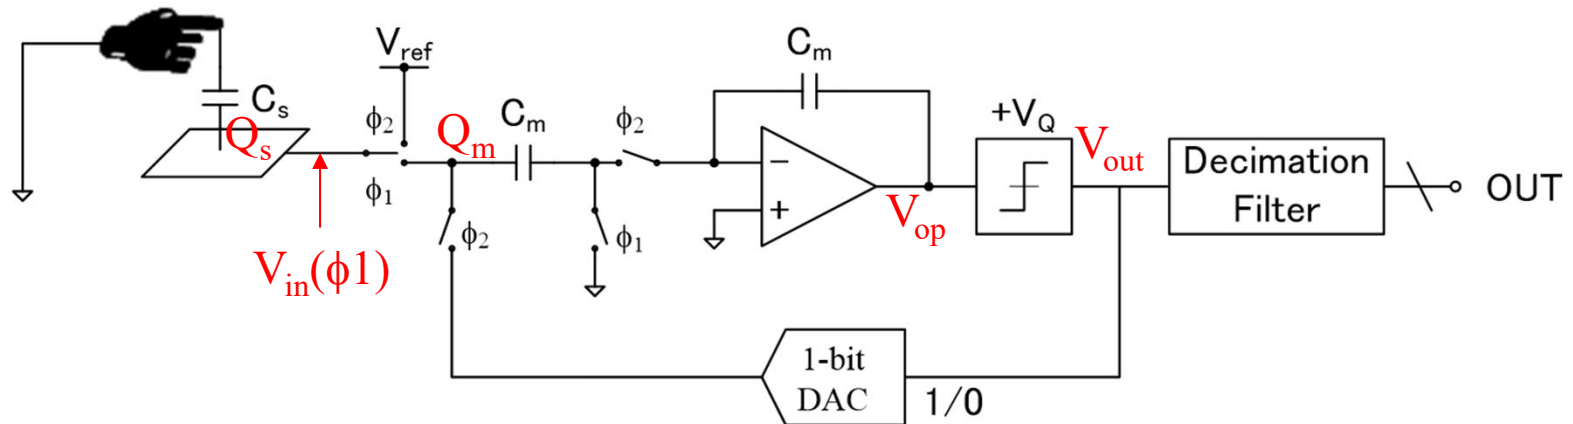 Vref
Cm
Cs
ϕ2
Qm
Cm
ϕ2
+VQ
Vout
Qs
Decimation
Filter
OUT
ϕ1
−
+
Vop
ϕ2
ϕ1
Vin(ϕ1)
1-bit
DAC
1/0